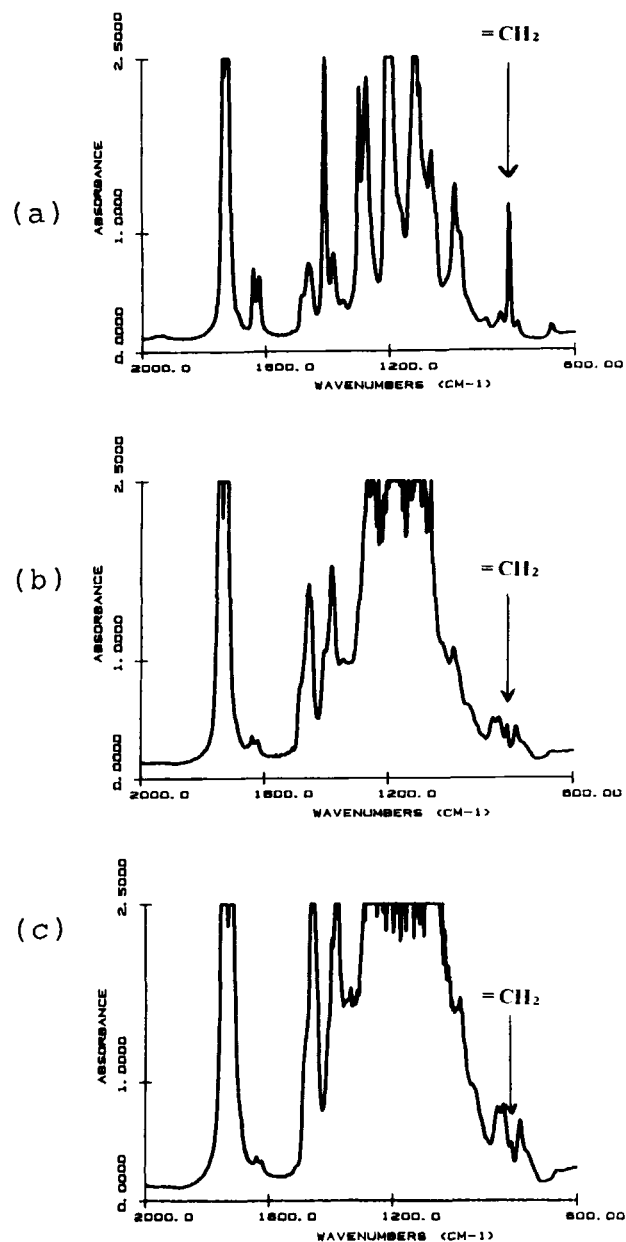 = CH₂
2.5000
(a)
ABSORBANCE
1.0000
0.0000
2000.0
1600.0
1200.0
800.00
WAVENUMBERS (CM-1)
= CH₂
2.5000
(b)
ABSORBANCE
1.0000
0.0000
2000.0
1600.0
1200.0
800.00
WAVENUMBERS (CM-1)
= CH₂
2.5000
(c)
ABSORBANCE
1.0000
0.0000
2000.0
1600.0
1200.0
600.00
WAVENUMBERS (CM-1)